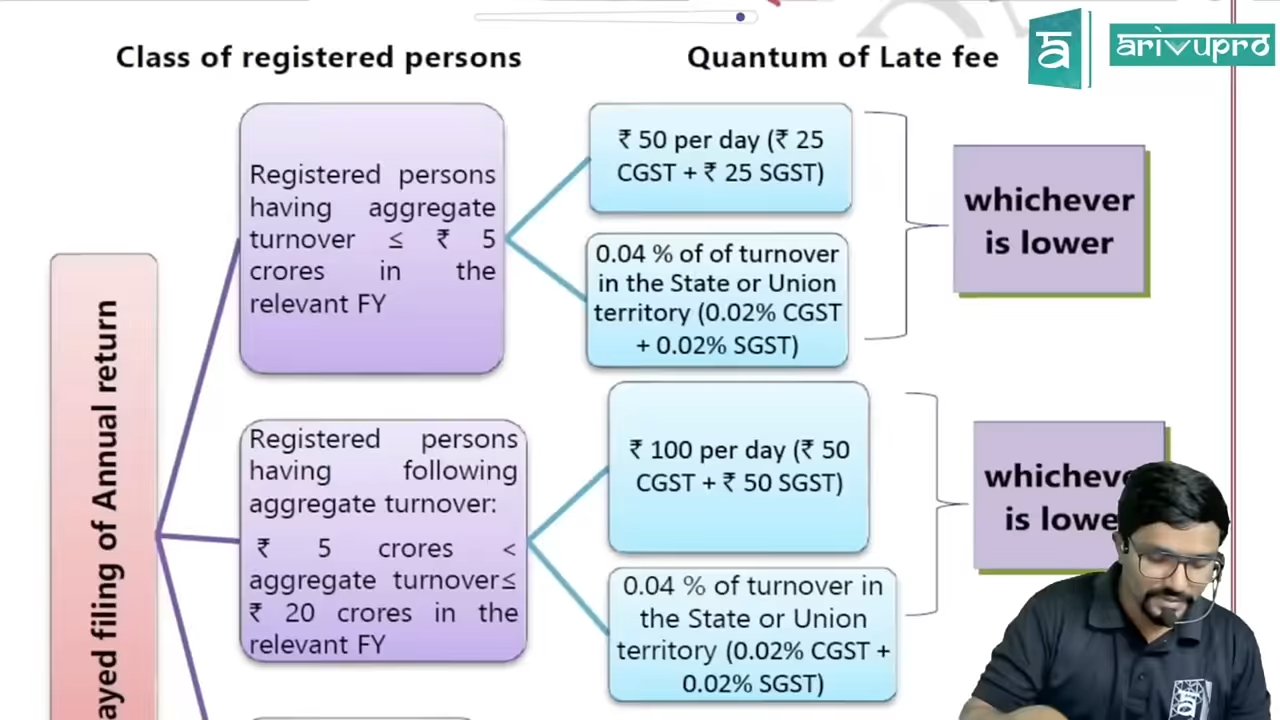 Class of registered persons
Quantum of Late fee
ā
arivupro
ayed filing of Annual return
Registered persons
having aggregate
turnover ≤ ₹ 5
crores in the
relevant FY
₹ 50 per day (₹ 25
CGST + ₹ 25 SGST)
0.04 % of of turnover
in the State or Union
territory (0.02% CGST
+ 0.02% SGST)
whichever
is lower
Registered persons
having following
aggregate turnover:
₹ 5 crores <
aggregate turnover≤
₹ 20 crores in the
relevant FY
₹ 100 per day (₹ 50
CGST + ₹ 50 SGST)
0.04 % of turnover in
the State or Union
territory (0.02% CGST +
0.02% SGST)
whicheve
is lowe